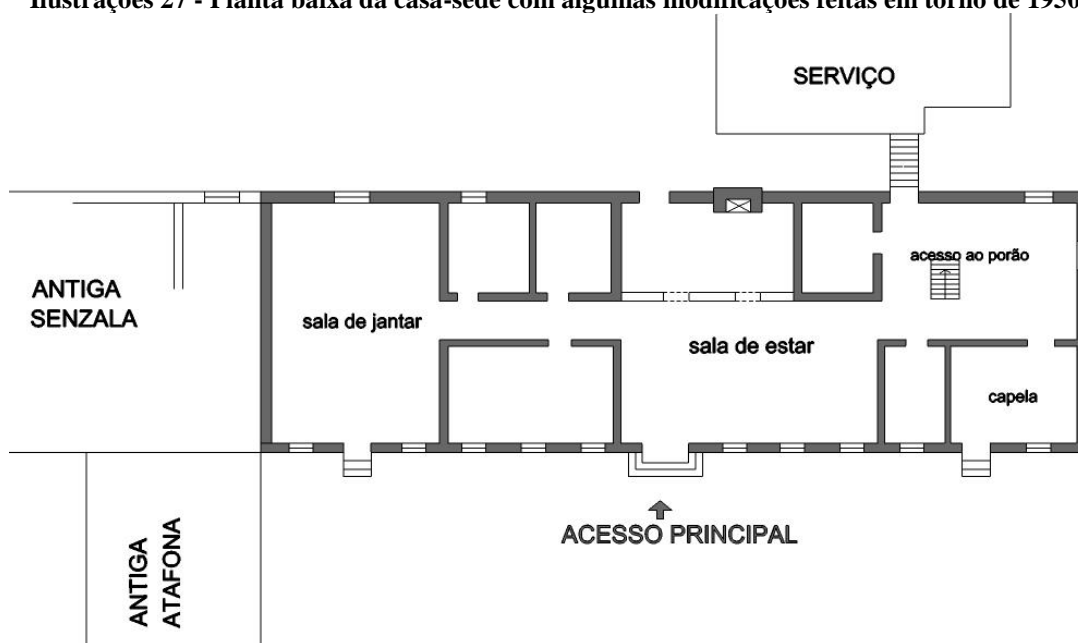 Ilustrações 27 - Planta baixa da casa-sede com algumas modificações feitas em torno de 1950
SERVIÇO
acesso ao porão
ANTIGA
SENZALA
sala de jantar
sala de estar
capela
ACESSO PRINCIPAL
ANTIGA
ATAFONA